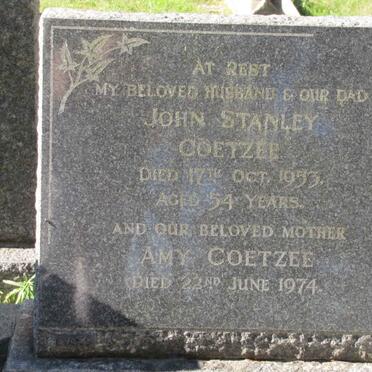 AT REST
MY BELOVED HUSBAND & OUR DAD
JOHN STANLEY
COETZEE
DIED 17TH OCT. 1953.
AGED 54 YEARS.
AND OUR BELOVED MOTHER
AMY COETZEE
DIED 22ND JUNE 1974.